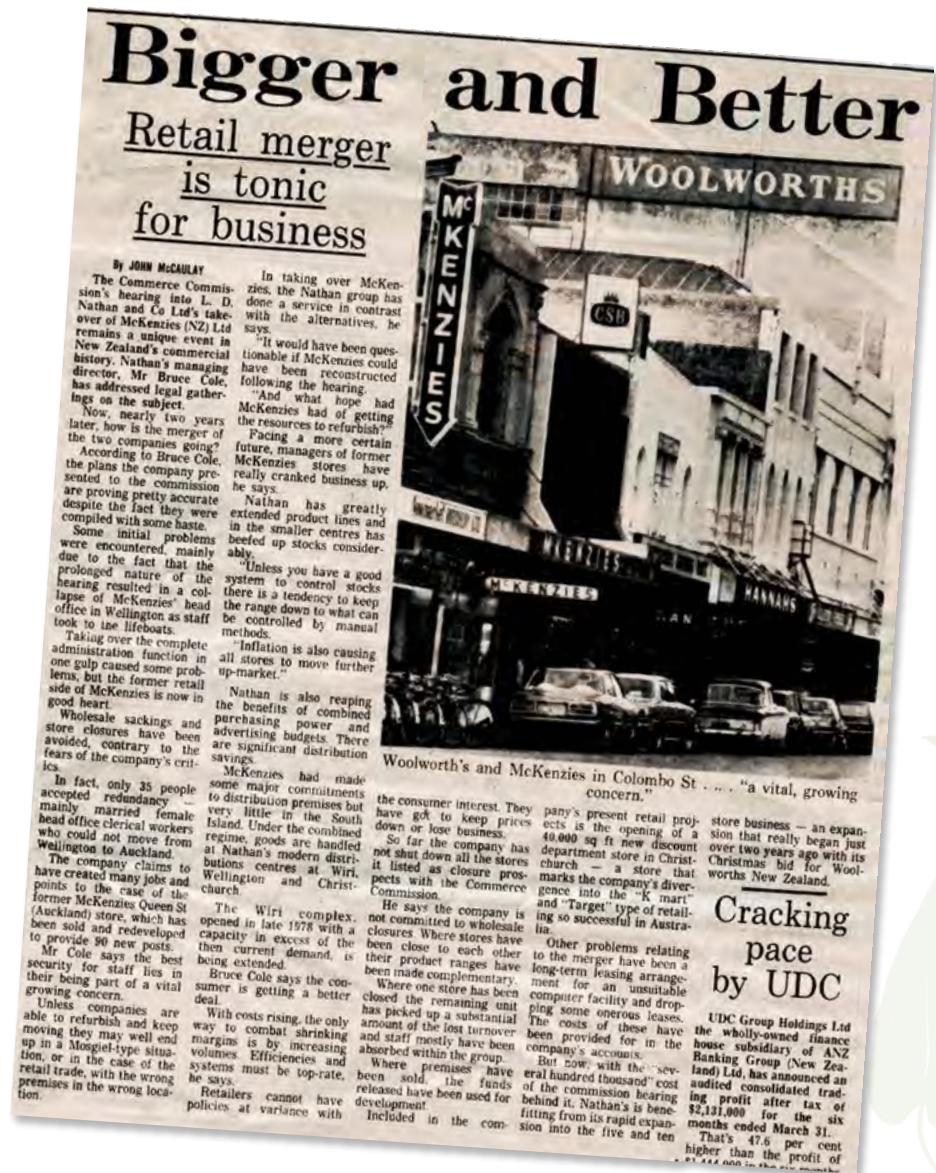 Bigger and Better
Retail merger
is tonic
for business
By JOHN McCAULAY
The Commerce Commis-
sion's hearing into L. D.
Nathan and Co Ltd's take-
over of McKenzies (NZ) Ltd
remains a unique event in
New Zealand's commercial
history. Nathan's managing
director, Mr Bruce Cole,
has addressed legal gather-
ings on the subject.
Now, nearly two years
later, how is the merger of
the two companies going?
According to Bruce Cole,
the plans the company pre-
sented to the commission
are proving pretty accurate
despite the fact they were
compiled with some haste.
Some initial problems
were encountered, mainly
due to the fact that the
prolonged nature of the
hearing resulted in a col-
lapse of McKenzies' head
office in Wellington as staff
took to the lifeboats.
Taking over the complete
administration function in
one gulp caused some prob-
lems, but the former retail
side of McKenzies is now in
good heart.
Wholesale sackings and
store closures have been
avoided, contrary to the
fears of the company's crit-
ics.
In fact, only 35 people
accepted redundancy —
mainly married female
head office clerical workers
who could not move from
Wellington to Auckland.
The company claims to
have created many jobs and
points to the case of the
former McKenzies Queen St
(Auckland) store, which has
been sold and redeveloped
to provide 90 new posts.
Mr Cole says the best
security for staff lies in
their being part of a vital
growing concern.
Unless companies are
able to refurbish and keep
moving they may well end
up in a Mosgiel-type situa-
tion, or in the case of the
retail trade, with the wrong
premises in the wrong loca-
tion.
In taking over McKen-
zies, the Nathan group has
done a service in contrast
with the alternatives, he
says.
"It would have been ques-
tionable if McKenzies could
have been reconstructed
following the hearing.
"And what hope had
McKenzies had of getting
the resources to refurbish?"
Facing a more certain
future, managers of former
McKenzies stores have
really cranked business up,
he says.
Nathan has greatly
extended product lines and
in the smaller centres has
beefed up stocks consider-
ably.
"Unless you have a good
system to control stocks
there is a tendency to keep
the range down to what can
be controlled by manual
methods.
"Inflation is also causing
all stores to move further
up-market."
Nathan is also reaping
the benefits of combined
purchasing power and
advertising budgets. There
are significant distribution
savings.
McKenzies had made
some major commitments
to distribution premises but
very little in the South
Island. Under the combined
regime, goods are handled
at Nathan's modern distri-
butions centres at Wiri,
Wellington and Christ-
church.
The Wiri complex,
opened in late 1978 with a
capacity in excess of the
then current demand, is
being extended.
Bruce Cole says the con-
sumer is getting a better
deal.
With costs rising, the only
way to combat shrinking
margins is by increasing
volumes. Efficiencies and
systems must be top-rate,
he says.
Retailers cannot have
policies at variance with
WOOLWORTHS
McKENZIES
CSB
McKENZIES
McKENZIES
HANNAHS
Woolworth's and McKenzies in Colombo St . . . . "a vital, growing
concern."
the consumer interest. They
have got to keep prices
down or lose business.
So far the company has
not shut down all the stores
it listed as closure pros-
pects with the Commerce
Commission.
He says the company is
not committed to wholesale
closures. Where stores have
been close to each other
their product ranges have
been made complementary.
Where one store has been
closed the remaining unit
has picked up a substantial
amount of the lost turnover
and staff mostly have been
absorbed within the group.
Where premises have
been sold, the funds
released have been used for
development.
Included in the com-
pany's present retail proj-
ects is the opening of a
40,000 sq ft new discount
department store in Christ-
church — a store that
marks the company's diver-
gence into the "K mart"
and "Target" type of retail-
ing so successful in Austra-
lia.
Other problems relating
to the merger have been a
long-term leasing arrange-
ment for an unsuitable
computer facility and drop-
ping some onerous leases.
The costs of these have
been provided for in the
company's accounts.
But now, with the "sev-
eral hundred thousand" cost
of the commission hearing
behind it, Nathan's is bene-
fitting from its rapid expan-
sion into the five and ten
store business — an expan-
sion that really began just
over two years ago with its
Christmas bid for Wool-
worths New Zealand.
Cracking
pace
by UDC
UDC Group Holdings Ltd
the wholly-owned finance
house subsidiary of ANZ
Banking Group (New Zea-
land) Ltd, has announced an
audited consolidated trad-
ing profit after tax of
$2,131,000 for the six
months ended March 31.
That's 47.6 per cent
higher than the profit of